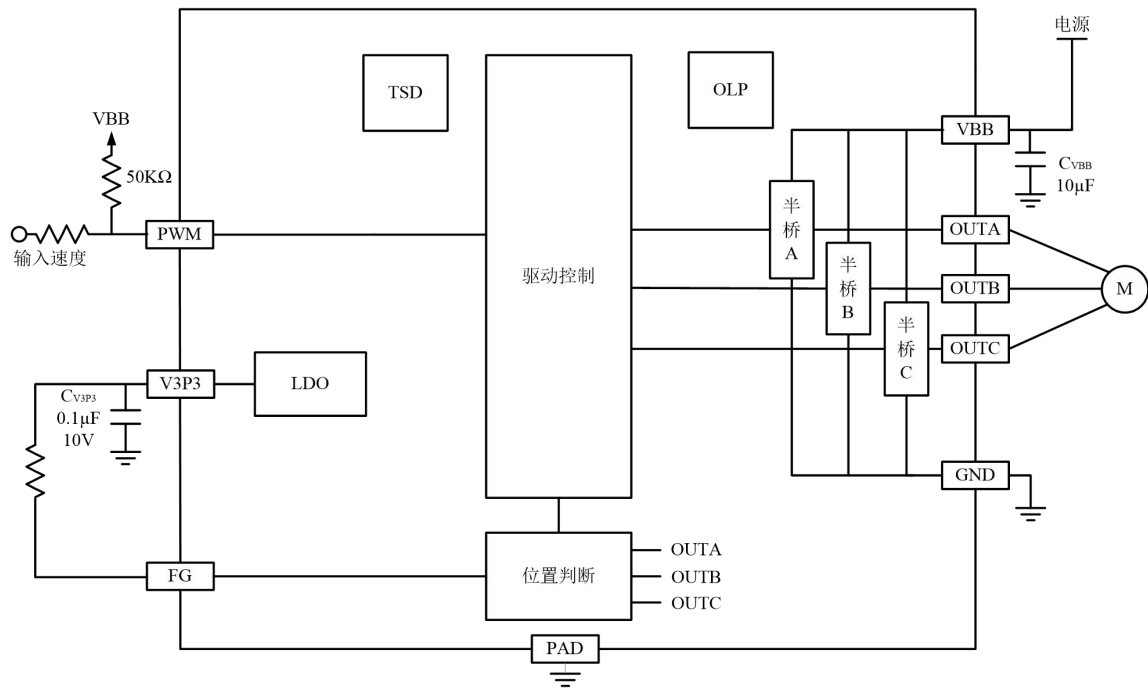 电源
TSD
OLP
VBB
VBB
50KΩ
C_VBB
10μF
PWM
输入速度
驱动控制
半
桥
A
半
桥
B
半
桥
C
OUTA
OUTB
OUTC
M
V3P3
LDO
C_V3P3
0.1μF
10V
GND
FG
位置判断
OUTA
OUTB
OUTC
PAD